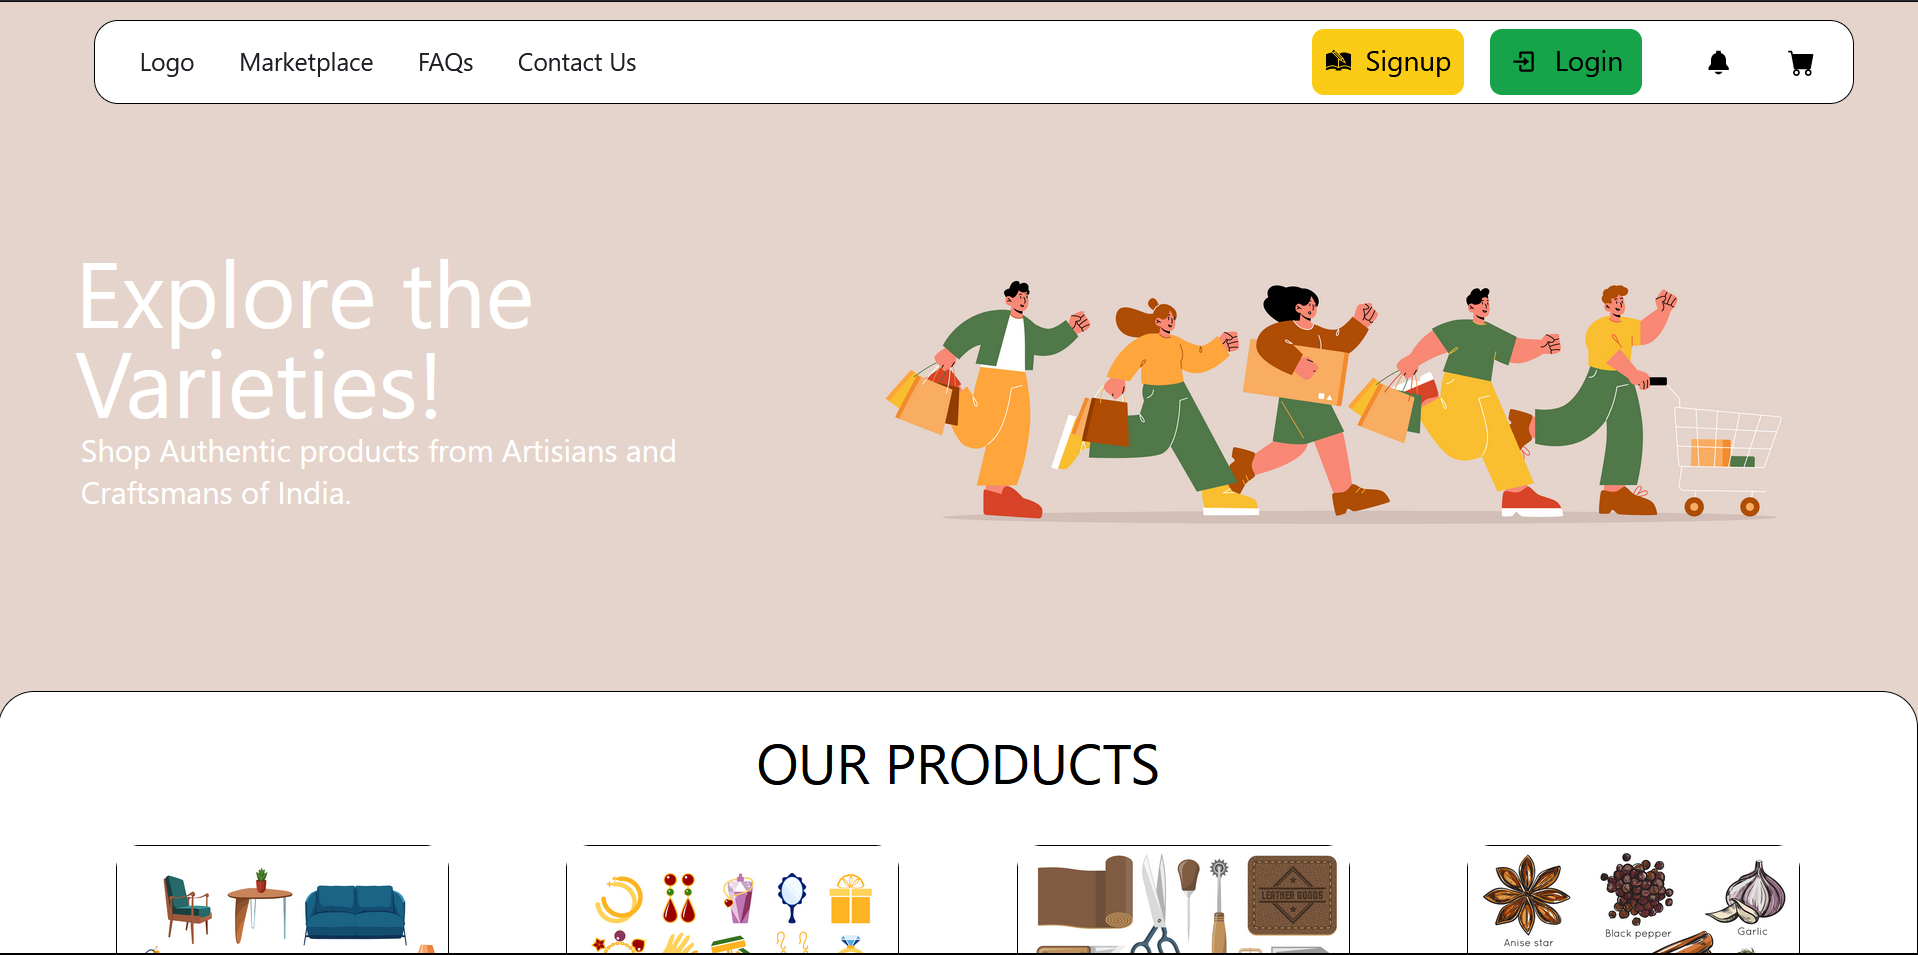 Logo Marketplace FAQs Contact Us Signup Login
Explore the
Varieties!
Shop Authentic products from Artisians and
Craftsmans of India.
OUR PRODUCTS
LEATHER GOODS
Anise star
Black pepper
Garlic